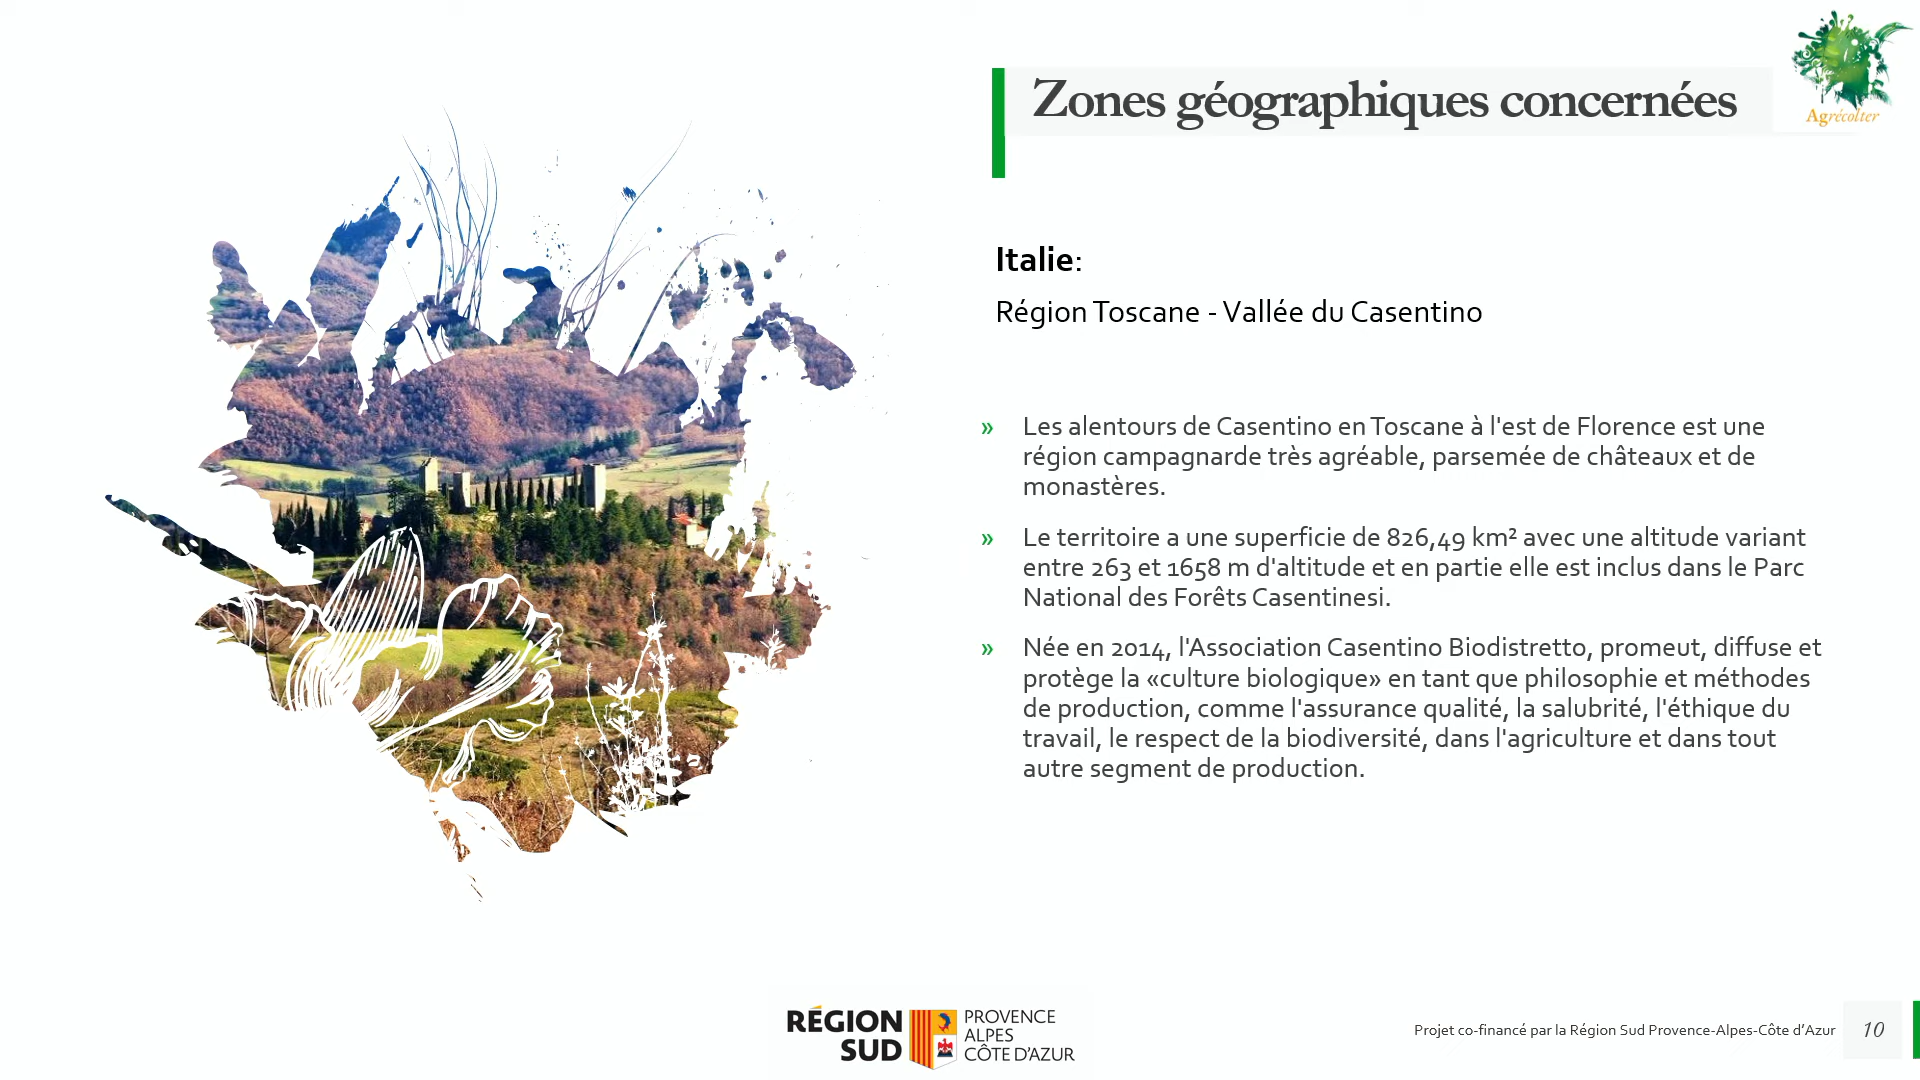 Zones géographiques concernées
Agrécolter
Italie:
Région Toscane - Vallée du Casentino
» Les alentours de Casentino en Toscane à l'est de Florence est une
région campagnarde très agréable, parsemée de châteaux et de
monastères.
» Le territoire a une superficie de 826,49 km² avec une altitude variant
entre 263 et 1658 m d'altitude et en partie elle est inclus dans le Parc
National des Forêts Casentinesi.
» Née en 2014, l'Association Casentino Biodistretto, promeut, diffuse et
protège la «culture biologique» en tant que philosophie et méthodes
de production, comme l'assurance qualité, la salubrité, l'éthique du
travail, le respect de la biodiversité, dans l'agriculture et dans tout
autre segment de production.
RÉGION
SUD
PROVENCE
ALPES
CÔTE D'AZUR
Projet co-financé par la Région Sud Provence-Alpes-Côte d’Azur
10